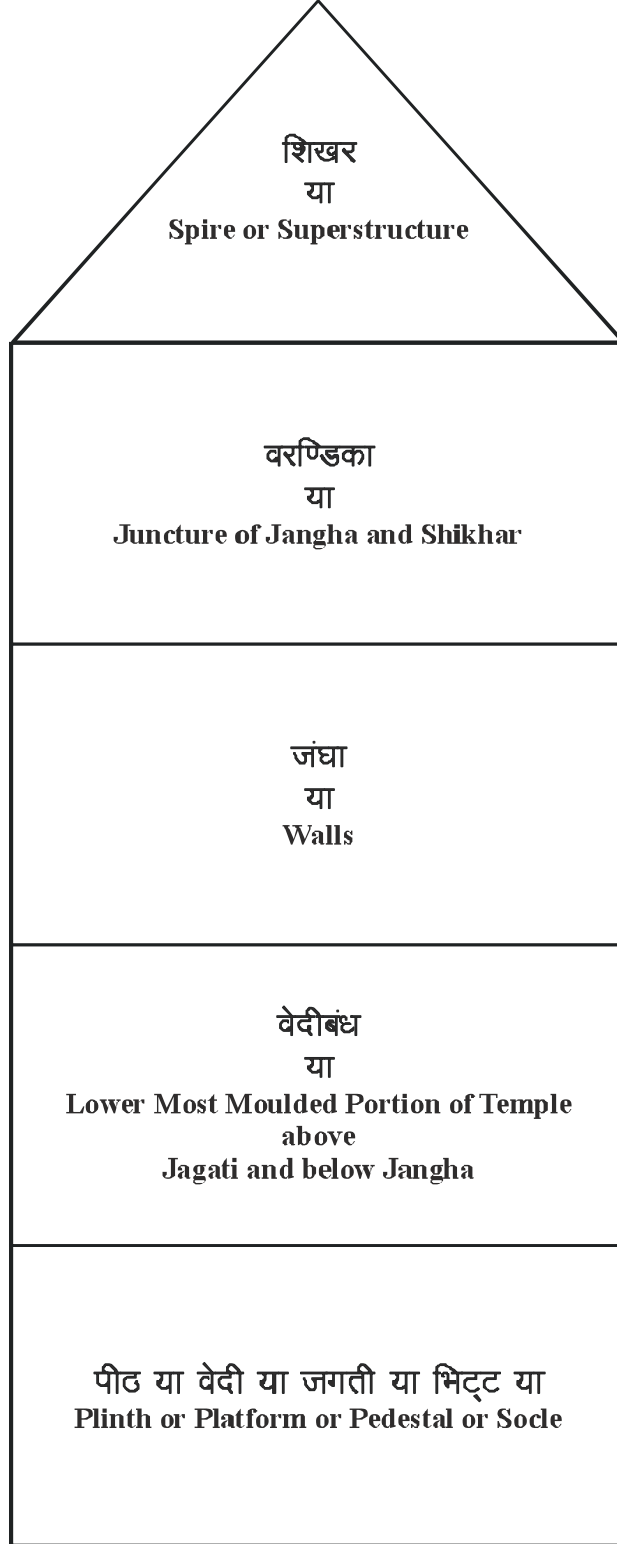 शिखर
या
Spire or Superstructure
वरण्डिका
या
Juncture of Jangha and Shikhar
जंघा
या
Walls
वेदीबंध
या
Lower Most Moulded Portion of Temple
above
Jagati and below Jangha
पीठ या वेदी या जगती या भिट्ट या
Plinth or Platform or Pedestal or Socle